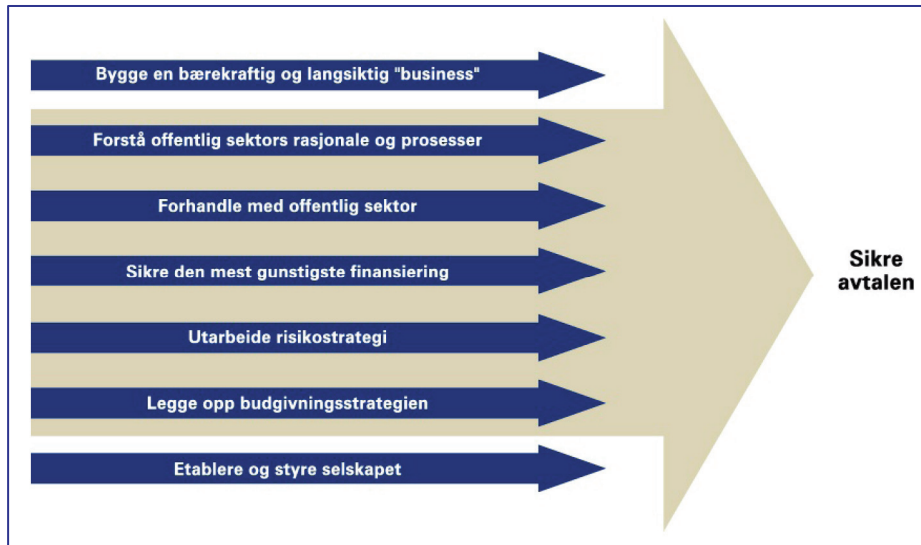 Bygge en bærekraftig og langsiktig "business"
Forstå offentlig sektors rasjonale og prosesser
Forhandle med offentlig sektor
Sikre den mest gunstigste finansiering
Utarbeide risikostrategi
Legge opp budgivningsstrategien
Etablere og styre selskapet
Sikre
avtalen